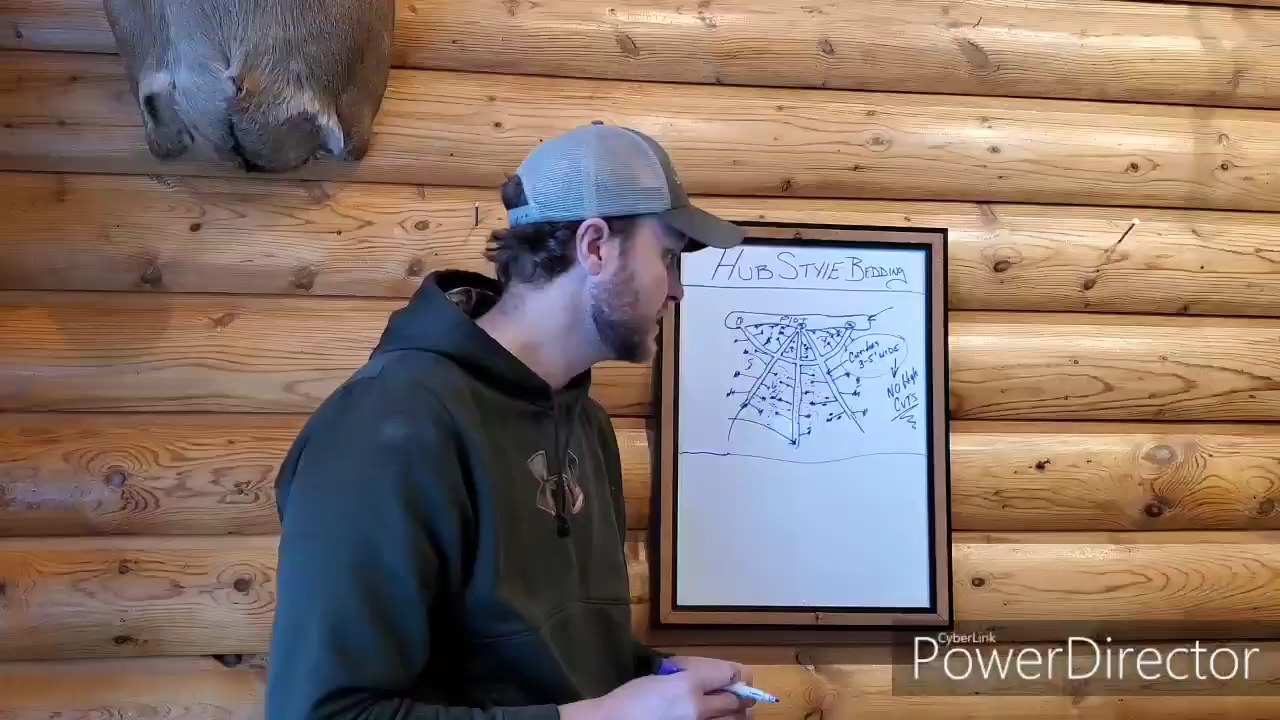 HUB STYLE BEDDING
PLOT
Corridors
3-5' WIDE
NO High
CUTS
CyberLink
PowerDirector